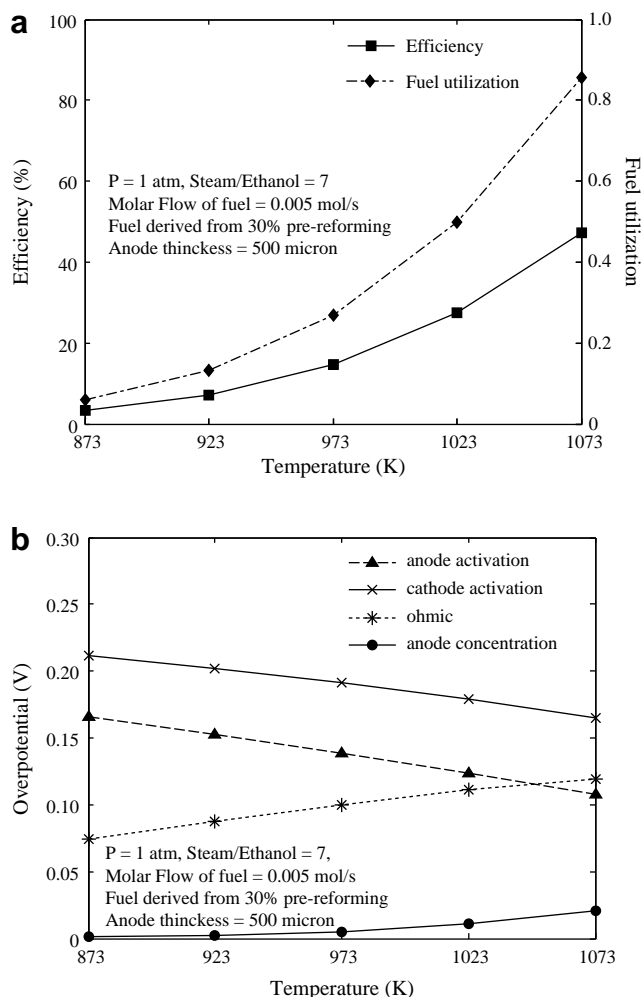 a
100
80
60
40
20
0
Efficiency (%)
1.0
0.8
0.6
0.4
0.2
0
Fuel utilization
Efficiency
Fuel utilization
P = 1 atm, Steam/Ethanol = 7
Molar Flow of fuel = 0.005 mol/s
Fuel derived from 30% pre-reforming
Anode thinckess = 500 micron
873 923 973 1023 1073
Temperature (K)
b
0.30
0.25
0.20
0.15
0.10
0.05
0
Overpotential (V)
anode activation
cathode activation
ohmic
anode concentration
P = 1 atm, Steam/Ethanol = 7,
Molar Flow of fuel = 0.005 mol/s
Fuel derived from 30% pre-reforming
Anode thinckess = 500 micron
873 923 973 1023 1073
Temperature (K)